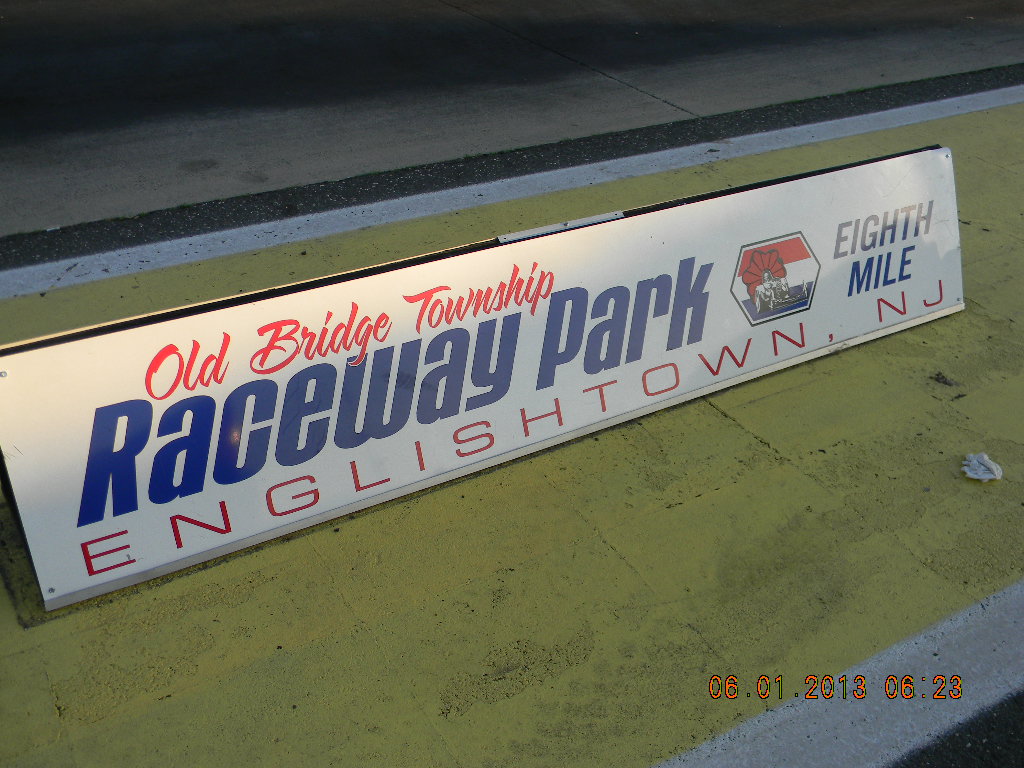 Old Bridge Township
Raceway Park
ENGLISHTOWN, NJ
EIGHTH
MILE
06.01.2013 06:23